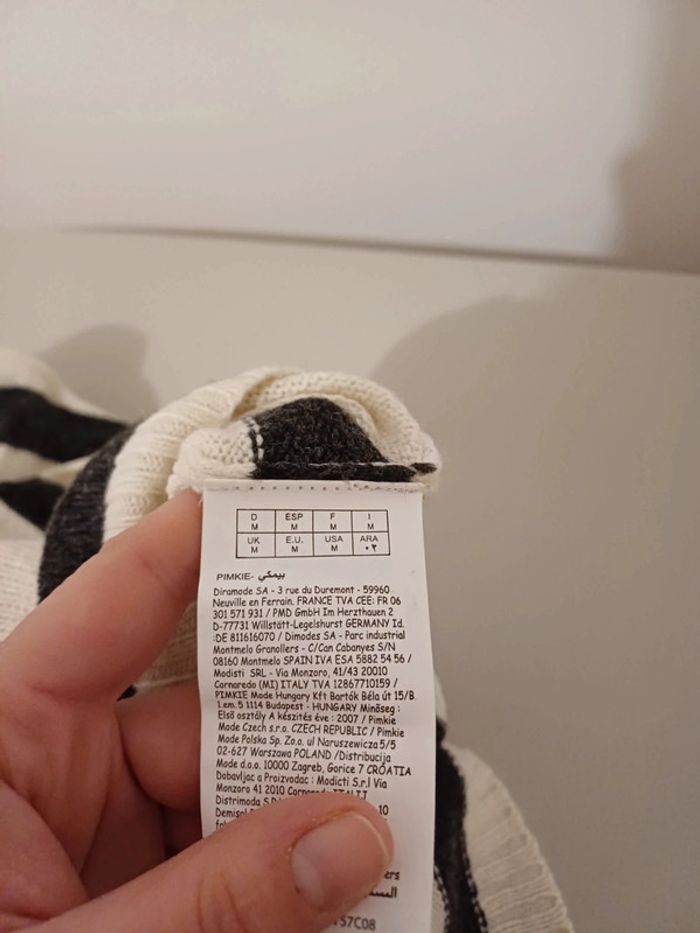 D ESP F I
M M M M
UK E.U. USA ARA
M M M ٠٢
PIMKIE- بيمكي
Diramode SA - 3 rue du Duremont - 59960
Neuville en Ferrain. FRANCE TVA CEE: FR 06
301 571 931 / PMD GmbH Im Herzthauen 2
D-77731 Willstätt-Legelshurst GERMANY Id.
:DE 811616070 / Dimodes SA - Parc industrial
Montmelo Granollers - C/Can Cabanyes S/N
08160 Montmelo SPAIN IVA ESA 5882 54 56 /
Modisti SRL - Via Monzoro, 41/43 20010
Cornaredo (MI) ITALY TVA 12867710159 /
PIMKIE Mode Hungary Kft Bartók Béla út 15/B.
1.em. 5 1114 Budapest - HUNGARY Minőseg :
Első osztály A készités éve : 2007 / Pimkie
Mode Czech s.r.o. CZECH REPUBLIC / Pimkie
Mode Polska Sp. Zo.o. ul Naruszewicza 5/5
02-627 Warszowa POLAND /Distribucija
Mode d.o.o. 10000 Zagreb, Gorice 7 CROATIA
Dobavljac a Proizvodac : Modicti S.r.l Via
Monzoro 41 2010
Distrimoda 10
ers
S7C08